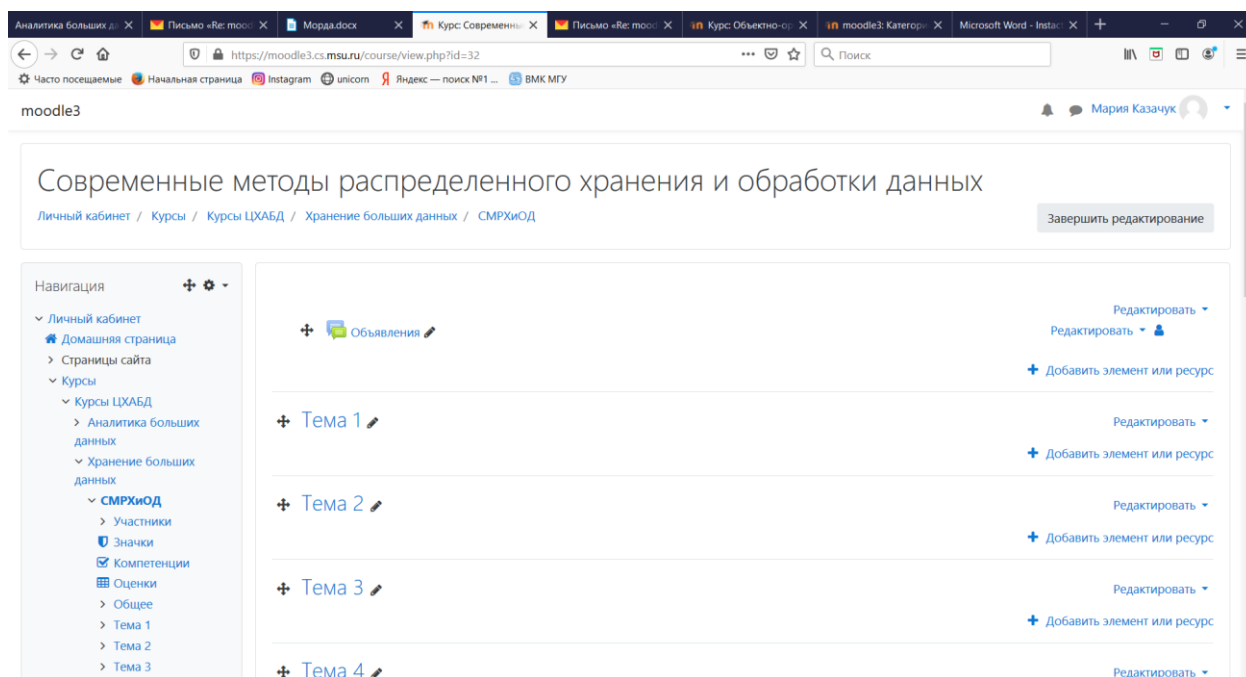 Аналитика больших да
Письмо «Re: mood
Морда.docx
Курс: Современны
Письмо «Re: mood
Курс: Объектно-ор
moodle3: Категори
Microsoft Word - Instac
https://moodle3.cs.msu.ru/course/view.php?id=32
Поиск
Часто посещаемые Начальная страница Instagram unicorn Яндекс — поиск №1 ... ВМК МГУ
moodle3
Мария Казачук
Современные методы распределенного хранения и обработки данных
Личный кабинет / Курсы / Курсы ЦХАБД / Хранение больших данных / СМРХиОД
Завершить редактирование
Навигация
Личный кабинет
Домашняя страница
Страницы сайта
Курсы
Курсы ЦХАБД
Аналитика больших
данных
Хранение больших
данных
СМРХиОД
Участники
Значки
Компетенции
Оценки
Общее
Тема 1
Тема 2
Тема 3
Редактировать
Объявления
Редактировать
Добавить элемент или ресурс
Тема 1
Редактировать
Добавить элемент или ресурс
Тема 2
Редактировать
Добавить элемент или ресурс
Тема 3
Редактировать
Добавить элемент или ресурс
Тема 4
Редактировать